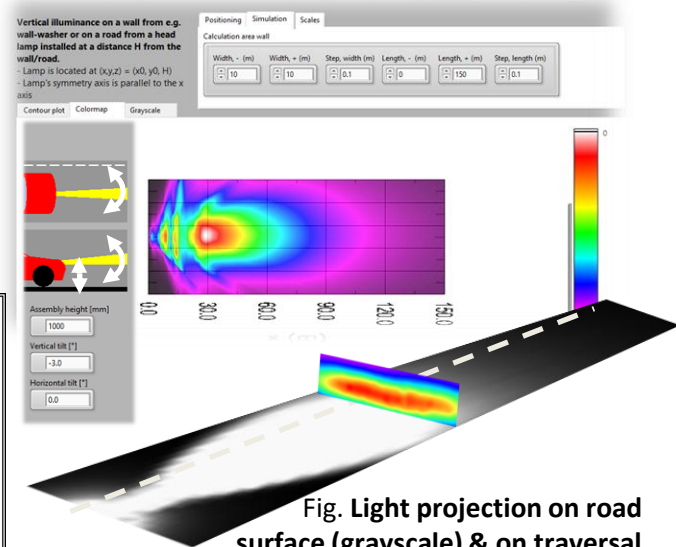 Vertical illuminance on a wall from e.g.
wall-washer or on a road from a head
lamp installed at a distance H from the
wall/road.
- Lamp is located at (x,y,z) = (x0, y0, H)
- Lamp's symmetry axis is parallel to the x
axis
Positioning Simulation Scales
Calculation area wall
Width, - (m) Width, + (m) Step, width (m) Length, - (m) Length, + (m) Step, length (m)
10 10 0.1 0 150 0.1
Contour plot Colormap Grayscale
0
0.0 30.0 60.0 90.0 120.0 150.0
x (m)
Assembly height [mm]
1000
Vertical tilt [°]
-3.0
Horizontal tilt [°]
0.0
Fig. Light projection on road
surface (grayscale) & on traversal